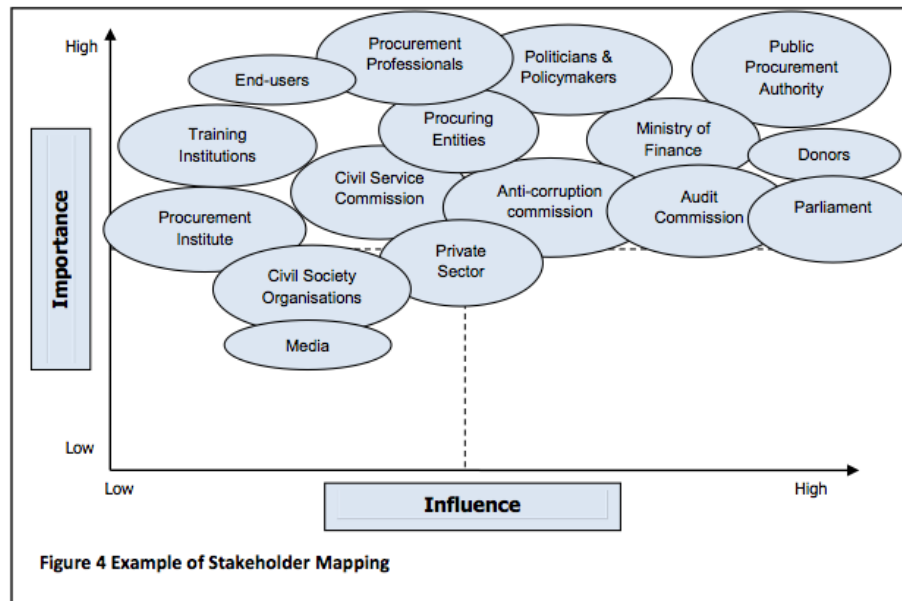 High
Procurement
Professionals
Politicians &
Policymakers
Public
Procurement
Authority
End-users
Training
Institutions
Procuring
Entities
Ministry of
Finance
Donors
Civil Service
Commission
Anti-corruption
commission
Audit
Commission
Parliament
Procurement
Institute
Private
Sector
Civil Society
Organisations
Media
Importance
Low
Low
High
Influence
Figure 4 Example of Stakeholder Mapping